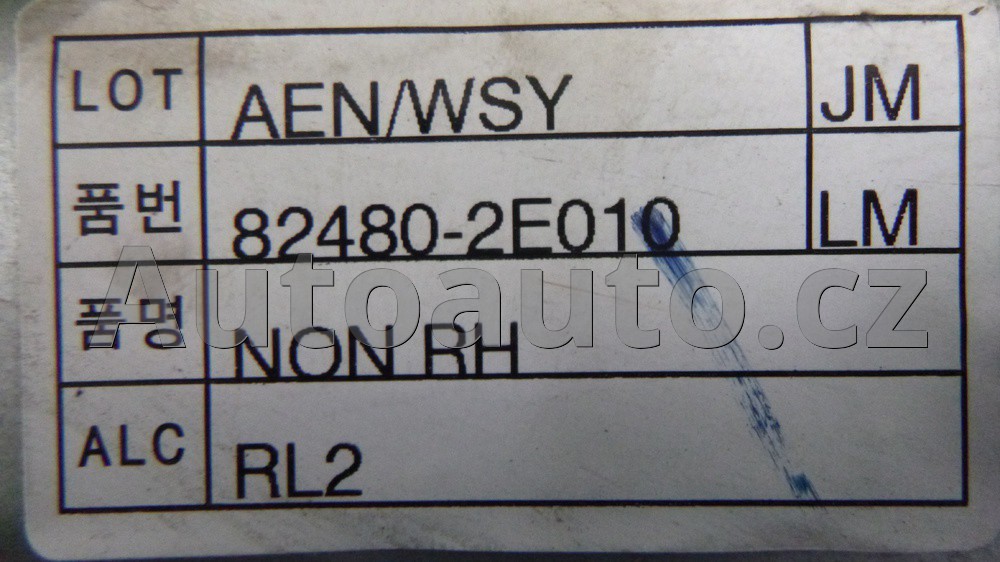 LOT AEN/WSY JM
품번 82480-2E010 LM
Autoauto.cz
품명 NON RH
ALC RL2